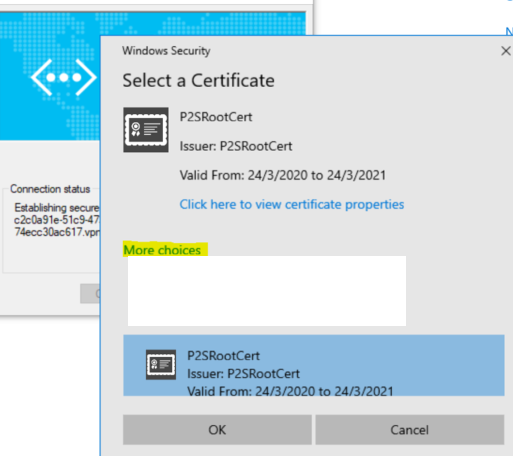 Windows Security
Select a Certificate
P2SRootCert
Issuer: P2SRootCert
Valid From: 24/3/2020 to 24/3/2021
Click here to view certificate properties
Connection status
Establishing secure
c2c0a91e-51c9-47
74ecc30ac617.vpn
More choices
P2SRootCert
Issuer: P2SRootCert
Valid From: 24/3/2020 to 24/3/2021
OK
Cancel